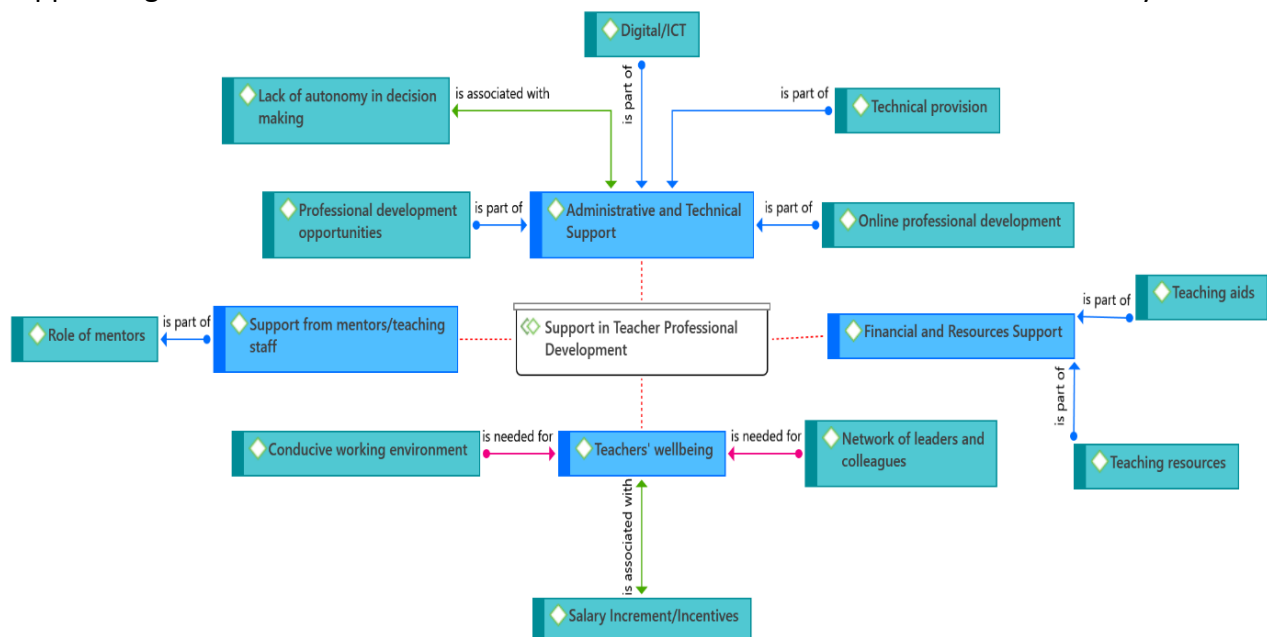 Digital/ICT
Lack of autonomy in decision
making
is associated with
is part of
is part of
Technical provision
Professional development
opportunities
is part of
Administrative and Technical
Support
is part of
Online professional development
Role of mentors
is part of
Support from mentors/teaching
staff
Support in Teacher Professional
Development
Financial and Resources Support
is part of
Teaching aids
is part of
Teaching resources
Conducive working environment
is needed for
Teachers' wellbeing
is needed for
Network of leaders and
colleagues
is associated with
Salary Increment/Incentives